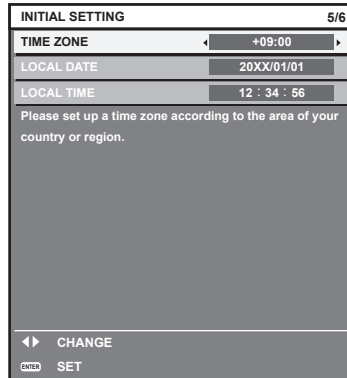 INITIAL SETTING 5/6
TIME ZONE +09:00
LOCAL DATE 20XX/01/01
LOCAL TIME 12 : 34 : 56
Please set up a time zone according to the area of your
country or region.
CHANGE
ENTER SET